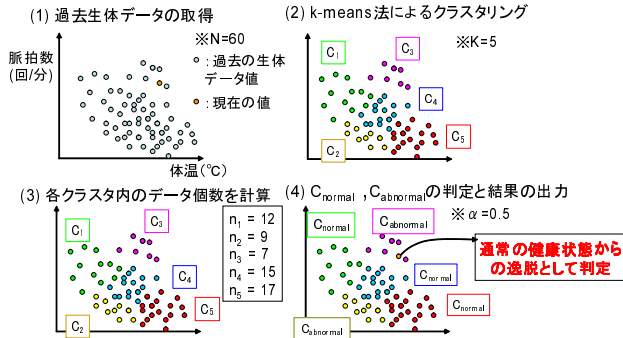 (1) 過去生体データの取得
※N=60
脈拍数
(回/分)
：過去の生体
データ値
：現在の値
体温(℃)
(2) k-means法によるクラスタリング
※K=5
C1
C3
C4
C5
C2
(3) 各クラスタ内のデータ個数を計算
C1
C3
C4
C5
C2
n1 = 12
n2 = 9
n3 = 7
n4 = 15
n5 = 17
(4) Cnormal ,Cabnormalの判定と結果の出力
※α=0.5
Cnormal
Cabnormal
通常の健康状態から
の逸脱として判定
Cnormal
Cnormal
Cabnormal